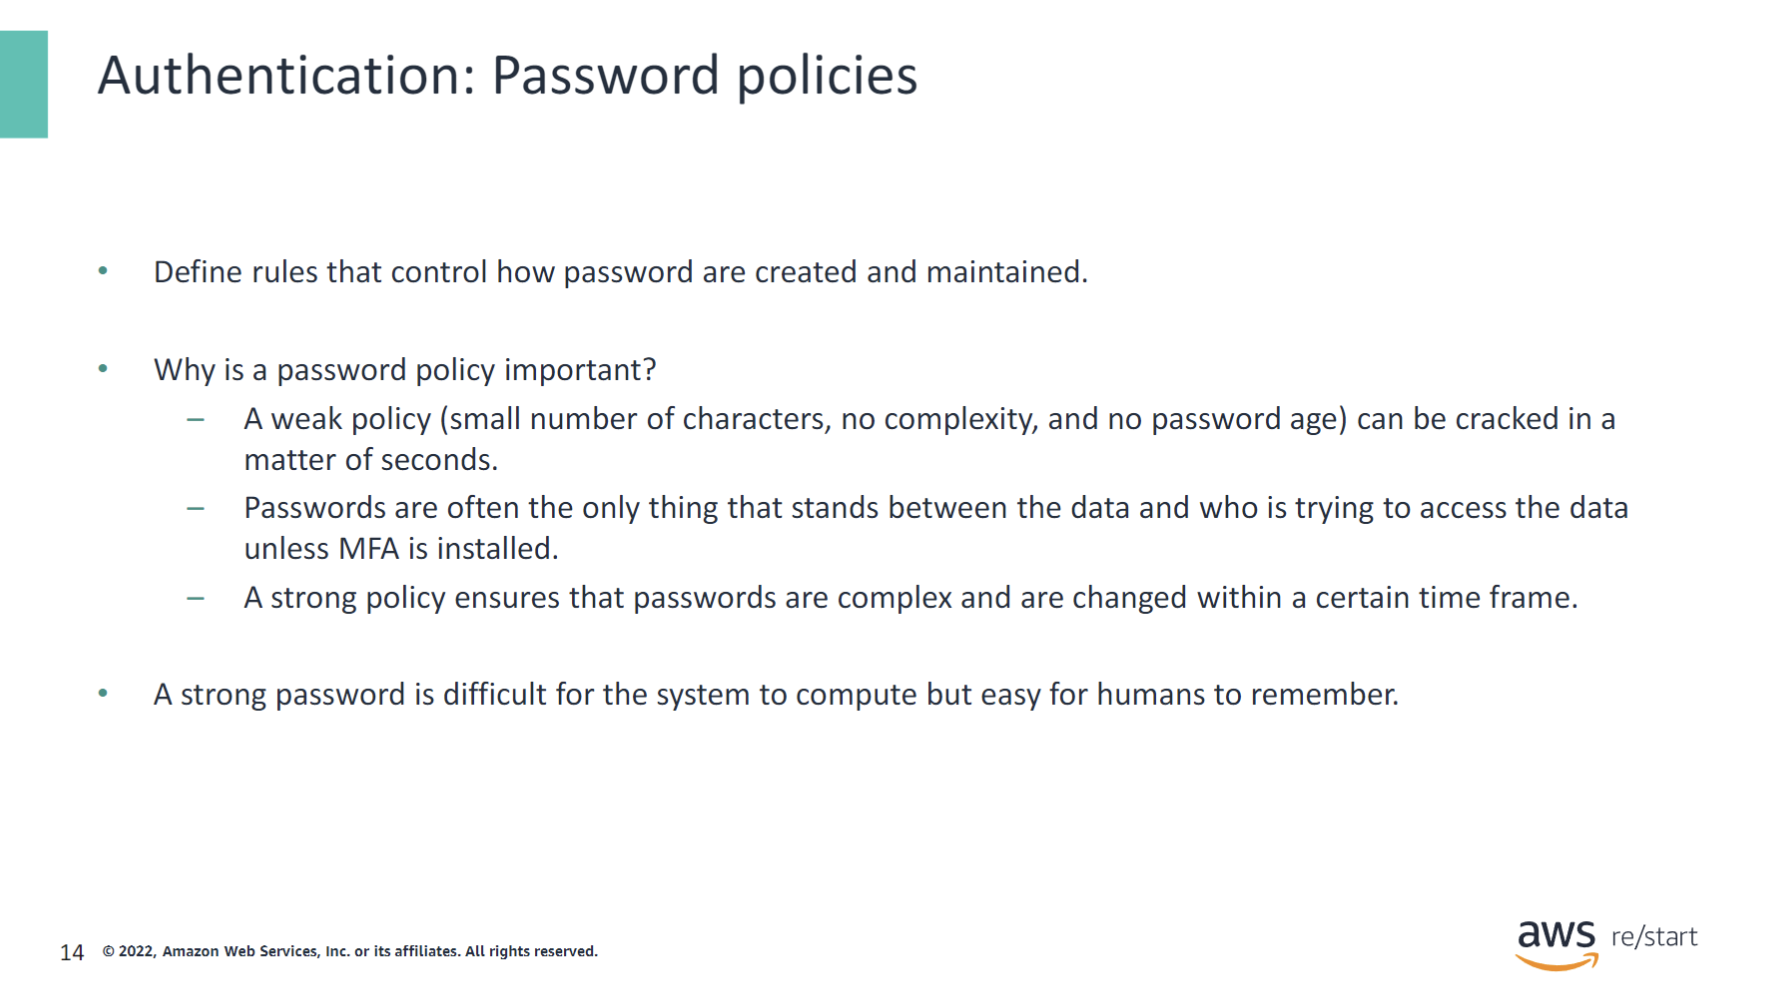 Authentication: Password policies
• Define rules that control how password are created and maintained.
• Why is a password policy important?
– A weak policy (small number of characters, no complexity, and no password age) can be cracked in a
matter of seconds.
– Passwords are often the only thing that stands between the data and who is trying to access the data
unless MFA is installed.
– A strong policy ensures that passwords are complex and are changed within a certain time frame.
• A strong password is difficult for the system to compute but easy for humans to remember.
14 © 2022, Amazon Web Services, Inc. or its affiliates. All rights reserved.
aws re/start